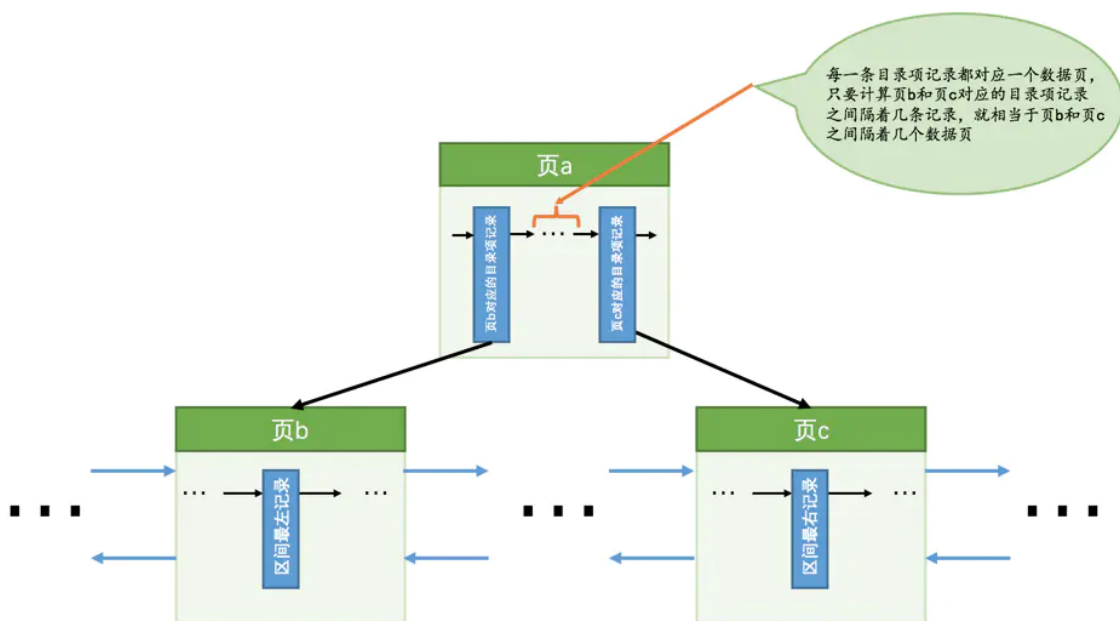 每一条目录项记录都对应一个数据页，
只要计算页b和页c对应的目录项记录
之间隔着几条记录，就相当于页b和页c
之间隔着几个数据页
页a
页b对应的目录项记录
...
页c对应的目录项记录
页b
页c
...
区间最左记录
...
...
区间最右记录
...
...
...
...